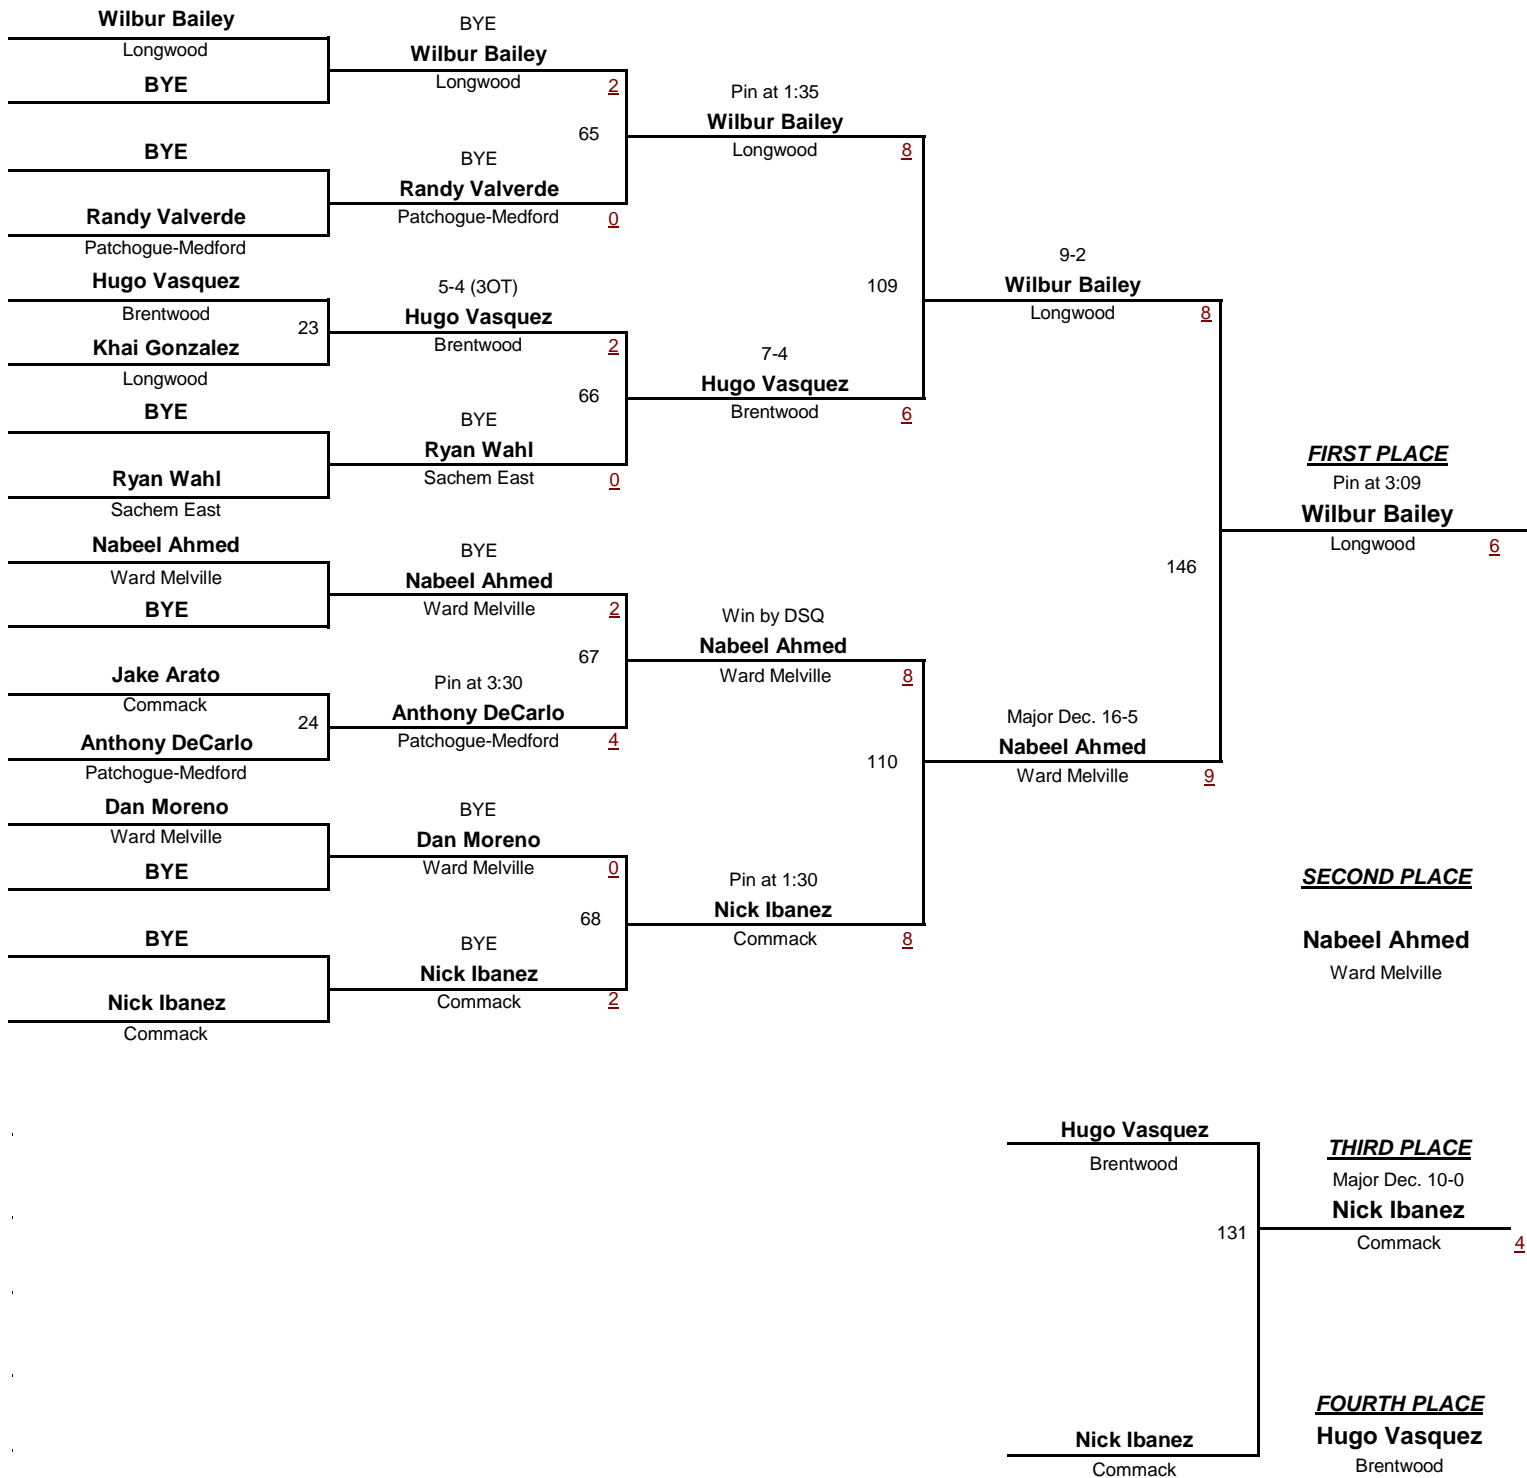 Wilbur Bailey
Longwood
BYE
BYE
Randy Valverde
Patchogue-Medford
Hugo Vasquez
Brentwood
23
Khai Gonzalez
Longwood
BYE
Ryan Wahl
Sachem East
Nabeel Ahmed
Ward Melville
BYE
Jake Arato
Commack
24
Anthony DeCarlo
Patchogue-Medford
Dan Moreno
Ward Melville
BYE
BYE
Nick Ibanez
Commack
BYE
Wilbur Bailey
Longwood 2
65
BYE
Randy Valverde
Patchogue-Medford 0
5-4 (3OT)
Hugo Vasquez
Brentwood 2
66
BYE
Ryan Wahl
Sachem East 0
BYE
Nabeel Ahmed
Ward Melville 2
67
Pin at 3:30
Anthony DeCarlo
Patchogue-Medford 4
BYE
Dan Moreno
Ward Melville 0
68
BYE
Nick Ibanez
Commack 2
Pin at 1:35
Wilbur Bailey
Longwood 8
109
7-4
Hugo Vasquez
Brentwood 6
Win by DSQ
Nabeel Ahmed
Ward Melville 8
110
Pin at 1:30
Nick Ibanez
Commack 8
9-2
Wilbur Bailey
Longwood 8
146
Major Dec. 16-5
Nabeel Ahmed
Ward Melville 9
FIRST PLACE
Pin at 3:09
Wilbur Bailey
Longwood 6
SECOND PLACE
Nabeel Ahmed
Ward Melville
Hugo Vasquez
Brentwood
131
Nick Ibanez
Commack
THIRD PLACE
Major Dec. 10-0
Nick Ibanez
Commack 4
FOURTH PLACE
Hugo Vasquez
Brentwood